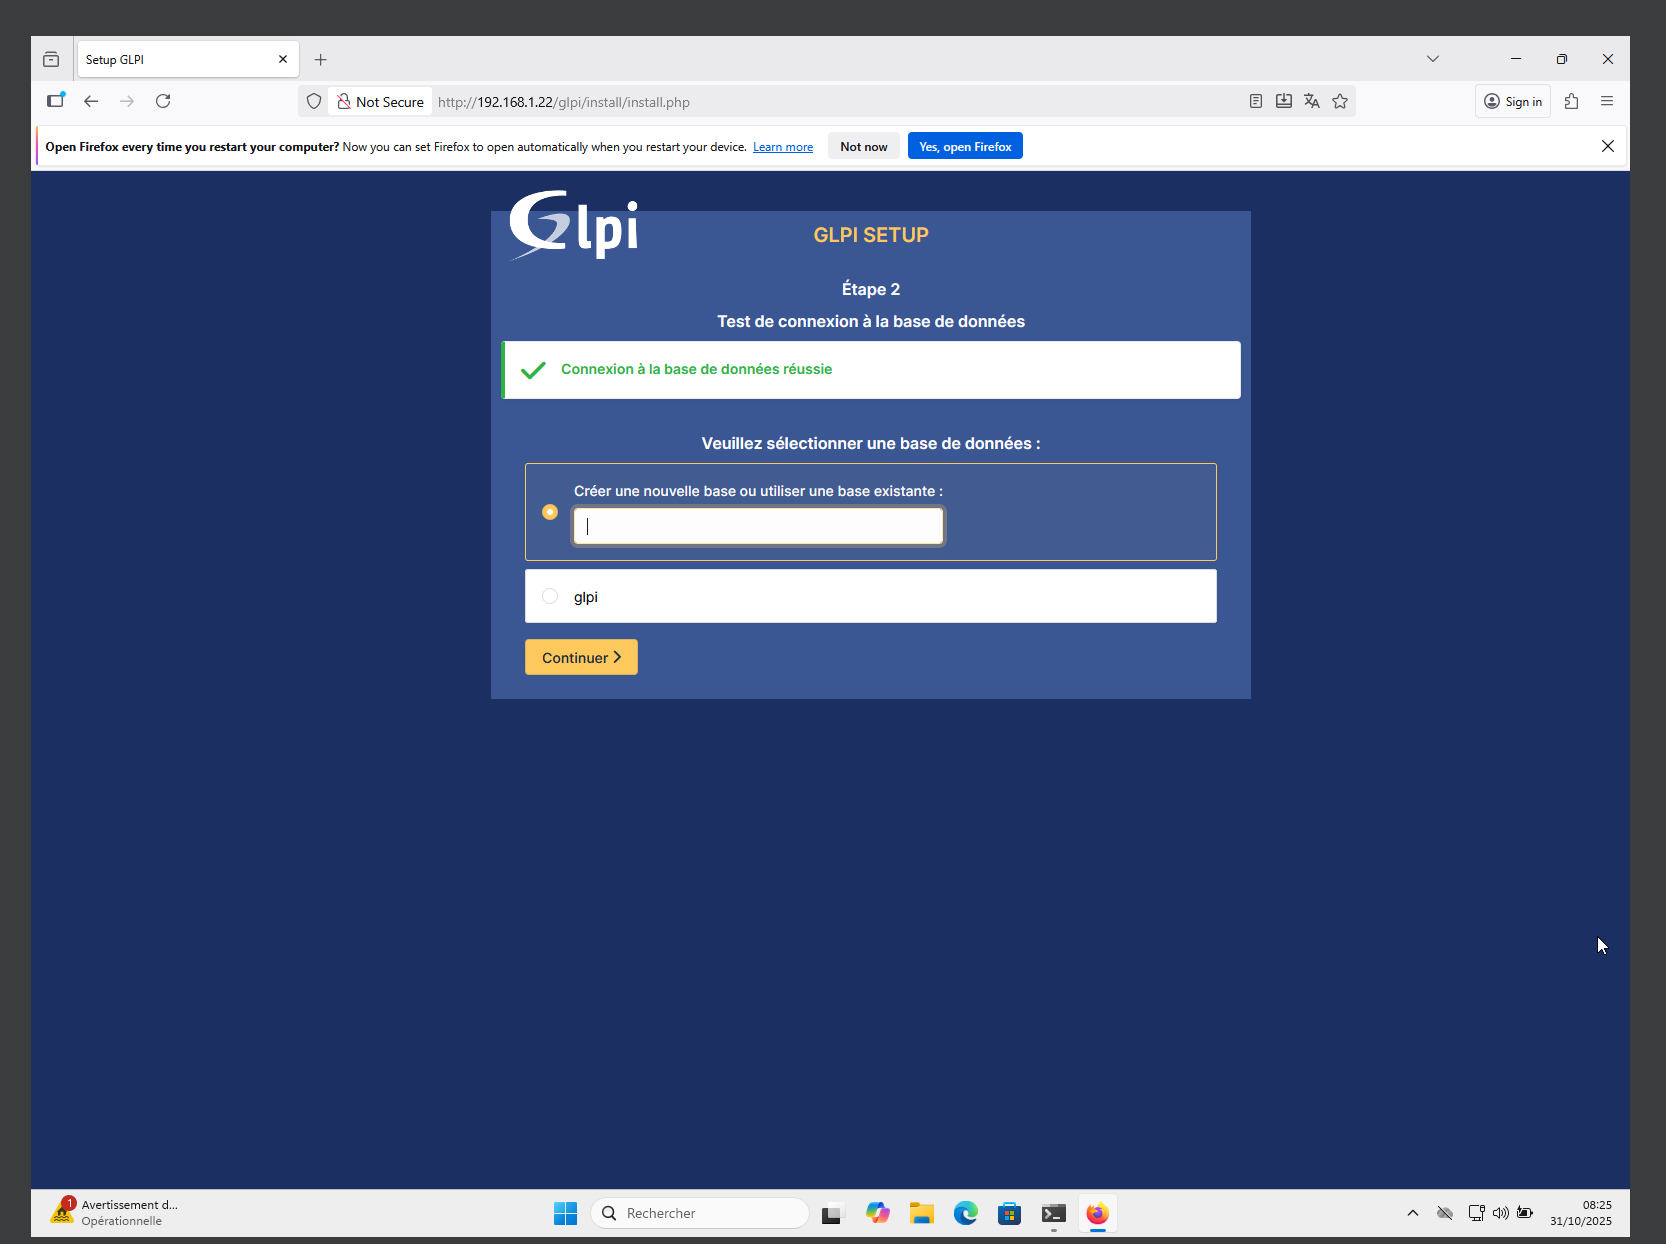 Setup GLPI
Not Secure
http://192.168.1.22/glpi/install/install.php
Sign in
Open Firefox every time you restart your computer? Now you can set Firefox to open automatically when you restart your device. Learn more
Not now
Yes, open Firefox
Glpi
GLPI SETUP
Étape 2
Test de connexion à la base de données
Connexion à la base de données réussie
Veuillez sélectionner une base de données :
Créer une nouvelle base ou utiliser une base existante :
glpi
Continuer
1
Avertissement d...
Opérationnelle
Rechercher
08:25
31/10/2025